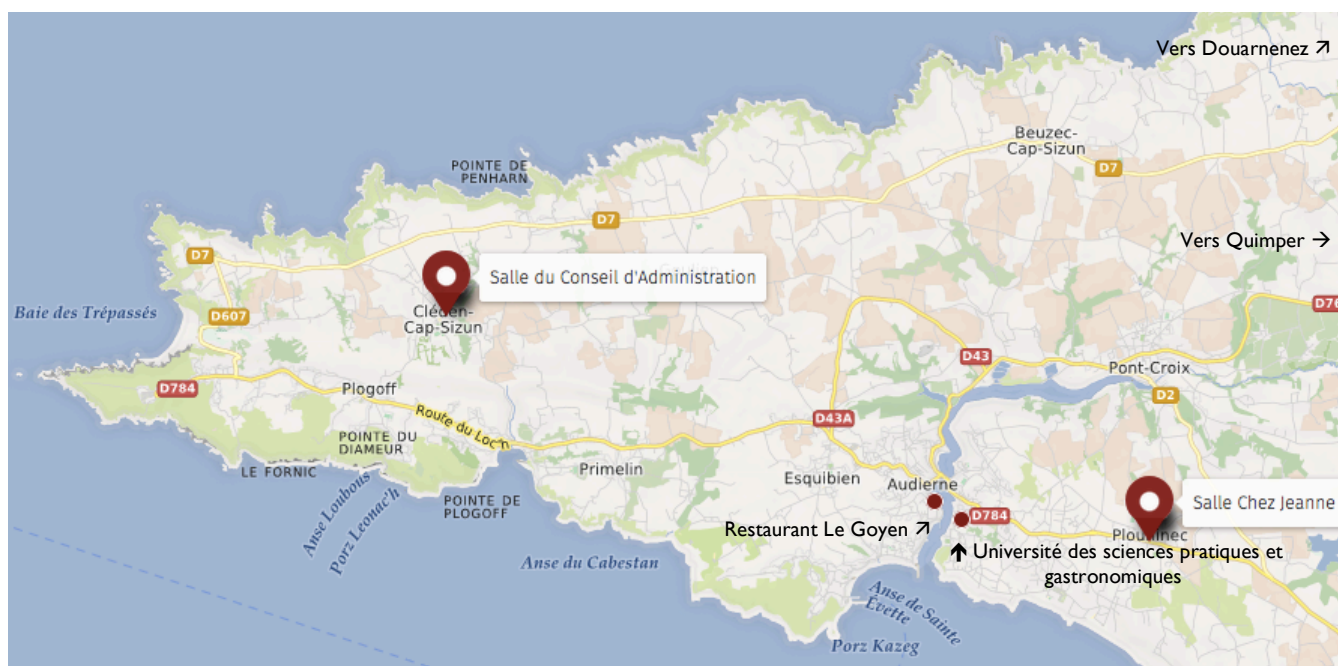 Vers Douarnenez ↗
Beuzec-
Cap-Sizun
POINTE DE
PENHARN
D7
D7
Vers Quimper →
D7
Salle du Conseil d'Administration
Cléden-
Cap-Sizun
Baie des Trépassés
D607
D43
Pont-Croix
D784
Plogoff
D2
Route du Loc'h
D43A
POINTE DU
DIAMEUR
LE FORNIC
Primelin
Esquibien
Audierne
Anse Loubous
Porz Leonac'h
POINTE DE
PLOGOFF
Salle Chez Jeanne
D784
Restaurant Le Goyen ↗
Anse du Cabestan
↑ Université des sciences pratiques et
gastronomiques
Anse de Sainte
Évette
Porz Kazeg